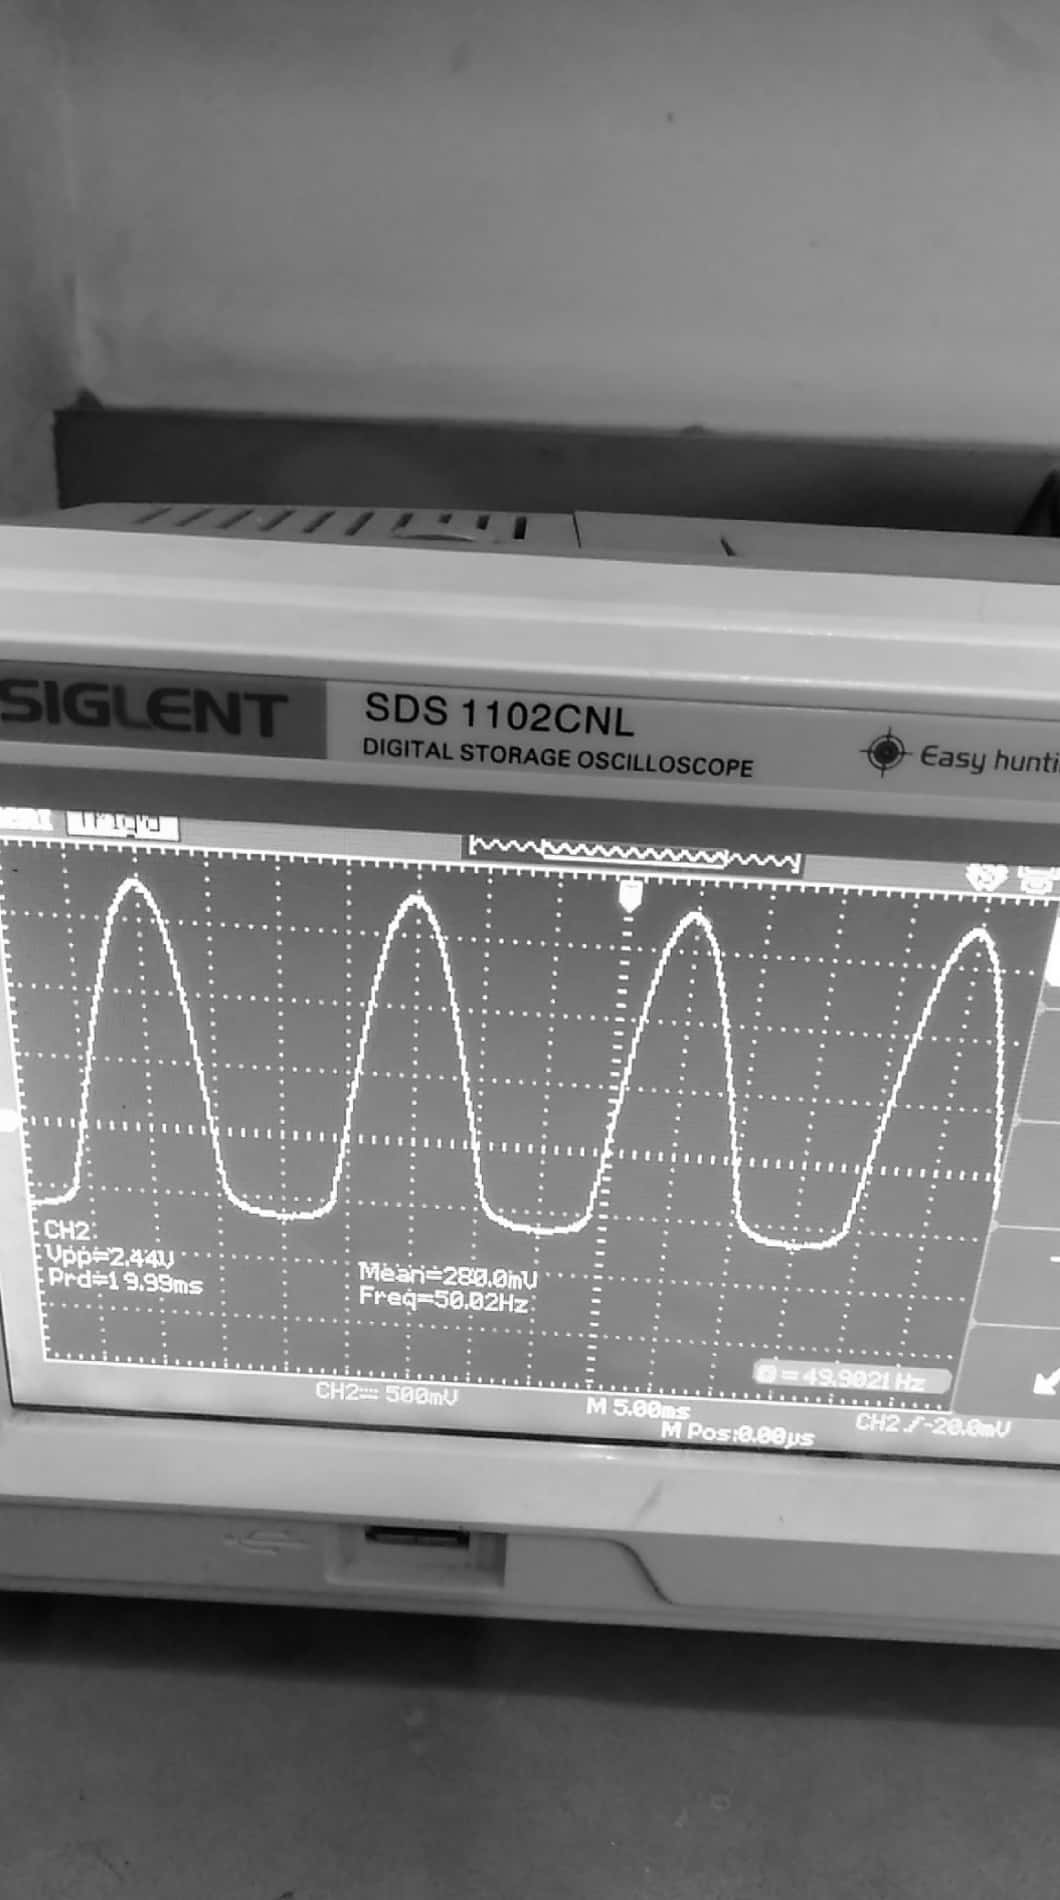 SIGLENT
SDS 1102CNL
DIGITAL STORAGE OSCILLOSCOPE
Easy hunti
Trig'd
CH2
Vpp=2.44V
Mean=280.0mV
Prd=19.99ms
Freq=50.02Hz
= 49.9021Hz
CH2 500mV
M 5.00ms
M Pos:0.00µs
CH2 -20.0mV